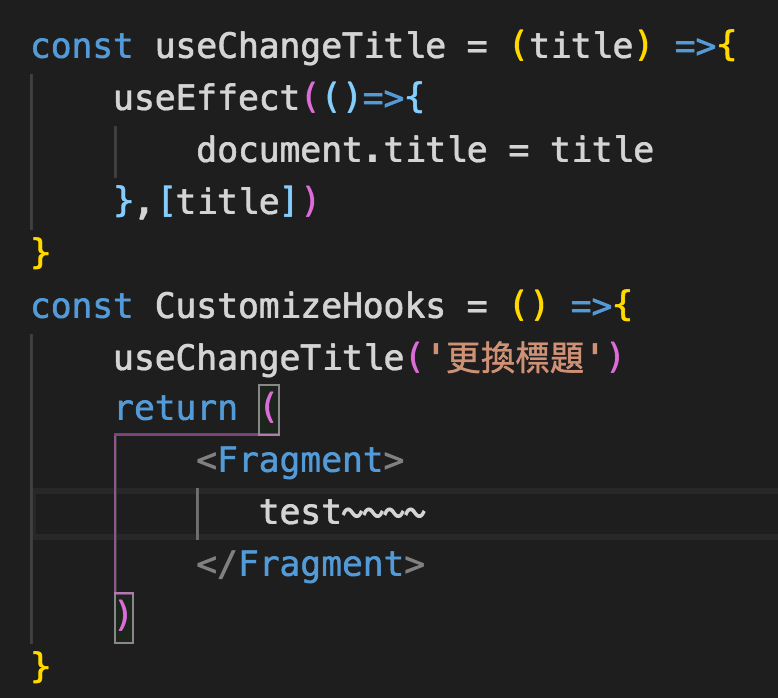 const useChangeTitle = (title) =>{
    useEffect(()=>{
        document.title = title
    },[title])
}
const CustomizeHooks = () =>{
    useChangeTitle('更換標題')
    return (
        <Fragment>
           test~~~~
        </Fragment>
    )
}